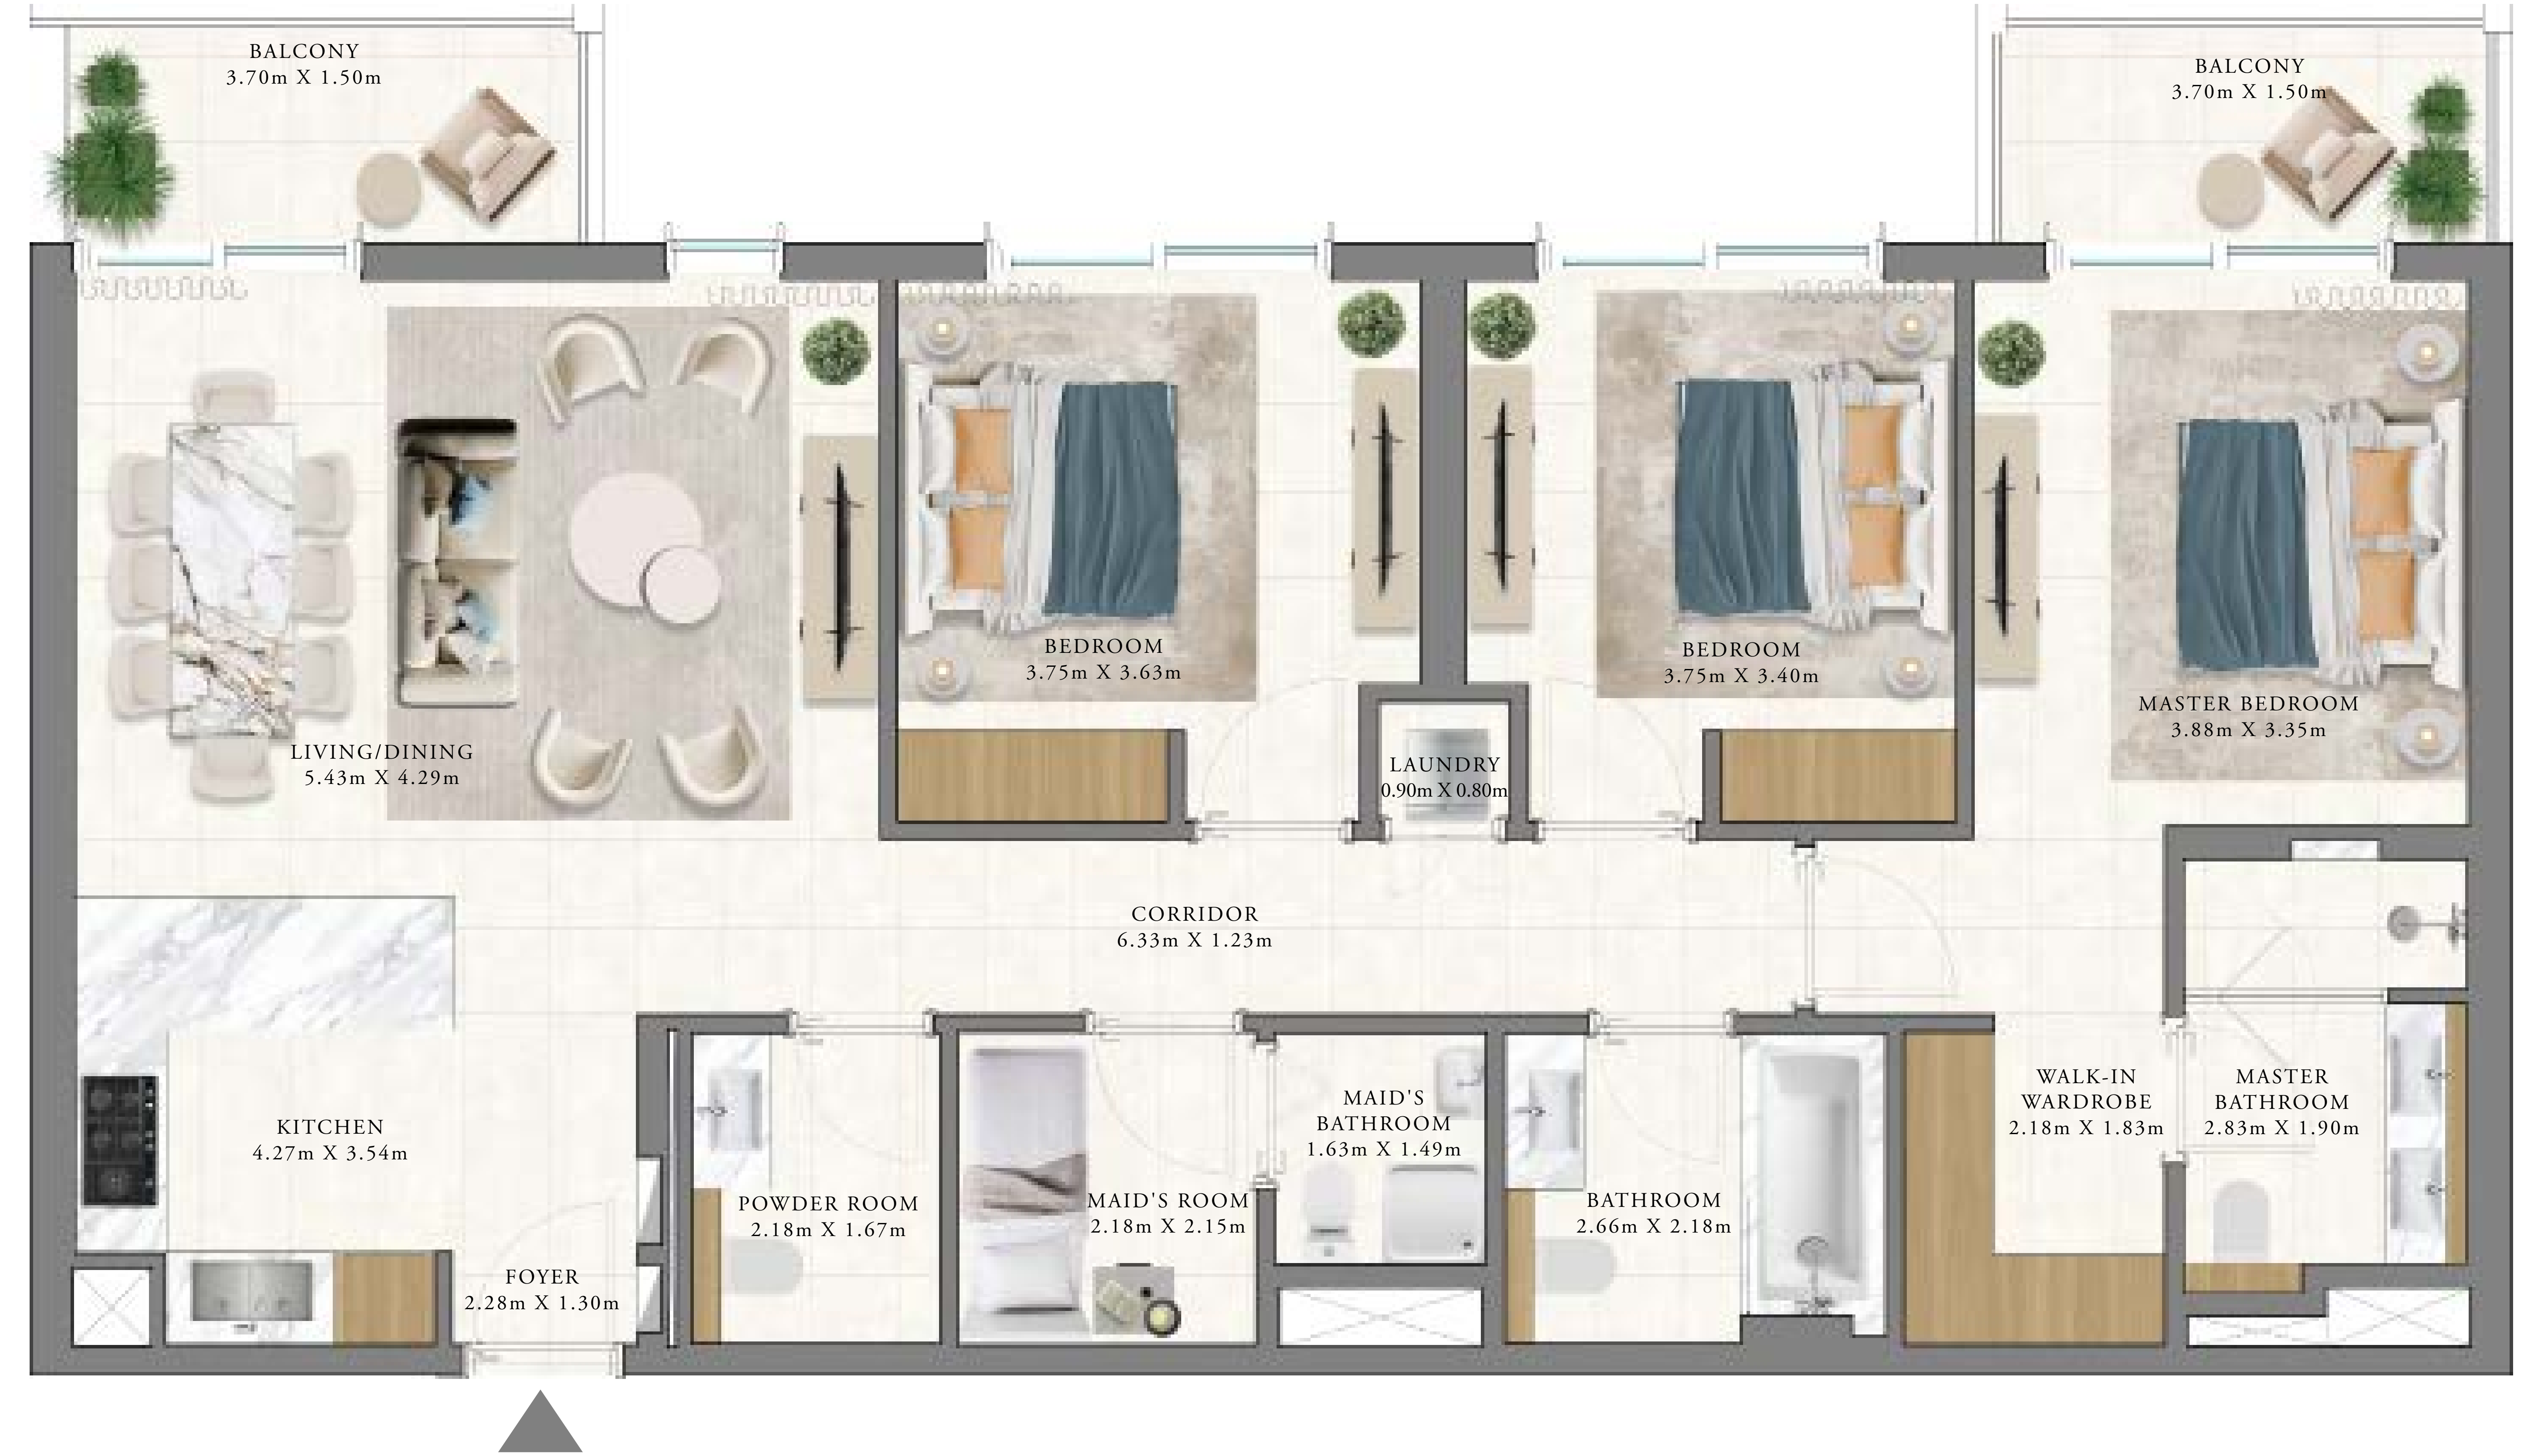 BALCONY
3.70m X 1.50m
BALCONY
3.70m X 1.50m
BEDROOM
3.75m X 3.63m
BEDROOM
3.75m X 3.40m
MASTER BEDROOM
3.88m X 3.35m
LIVING/DINING
5.43m X 4.29m
LAUNDRY
0.90m X 0.80m
CORRIDOR
6.33m X 1.23m
KITCHEN
4.27m X 3.54m
FOYER
2.28m X 1.30m
POWDER ROOM
2.18m X 1.67m
MAID'S ROOM
2.18m X 2.15m
MAID'S
BATHROOM
1.63m X 1.49m
BATHROOM
2.66m X 2.18m
WALK-IN
WARDROBE
2.18m X 1.83m
MASTER
BATHROOM
2.83m X 1.90m